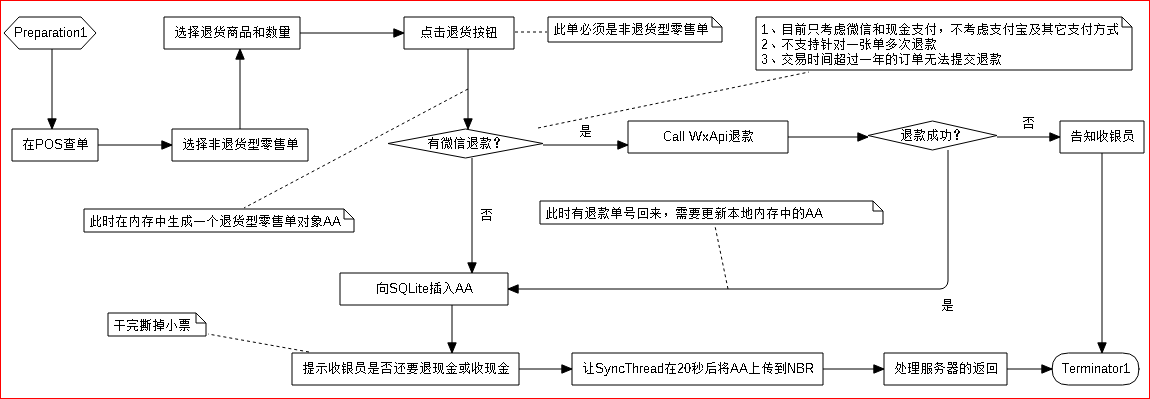 Preparation1
选择退货商品和数量
点击退货按钮
此单必须是非退货型零售单
1、目前只考虑微信和现金支付，不考虑支付宝及其它支付方式
2、不支持针对一张单多次退款
3、交易时间超过一年的订单无法提交退款
在POS查单
选择非退货型零售单
有微信退款？
是
Call WxApi退款
退款成功？
否
告知收银员
此时在内存中生成一个退货型零售单对象AA
否
此时有退款单号回来，需要更新本地内存中的AA
向SQLite插入AA
是
干完撕掉小票
提示收银员是否还要退现金或收现金
让SyncThread在20秒后将AA上传到NBR
处理服务器的返回
Terminator1